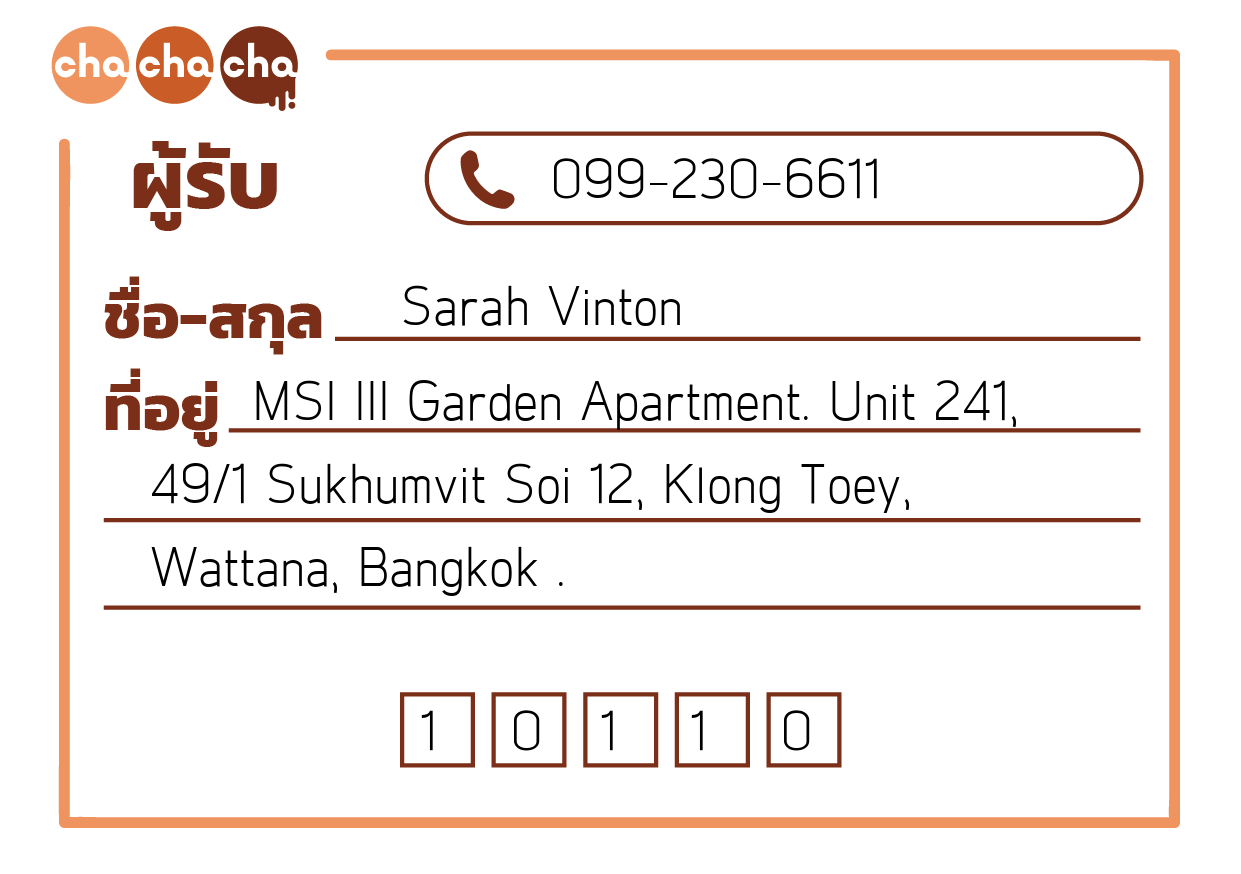 cha cha cha
ผู้รับ 099-230-6611
ชื่อ-สกุล Sarah Vinton
ที่อยู่ MSI III Garden Apartment. Unit 241,
49/1 Sukhumvit Soi 12, Klong Toey,
Wattana, Bangkok .
1 0 1 1 0